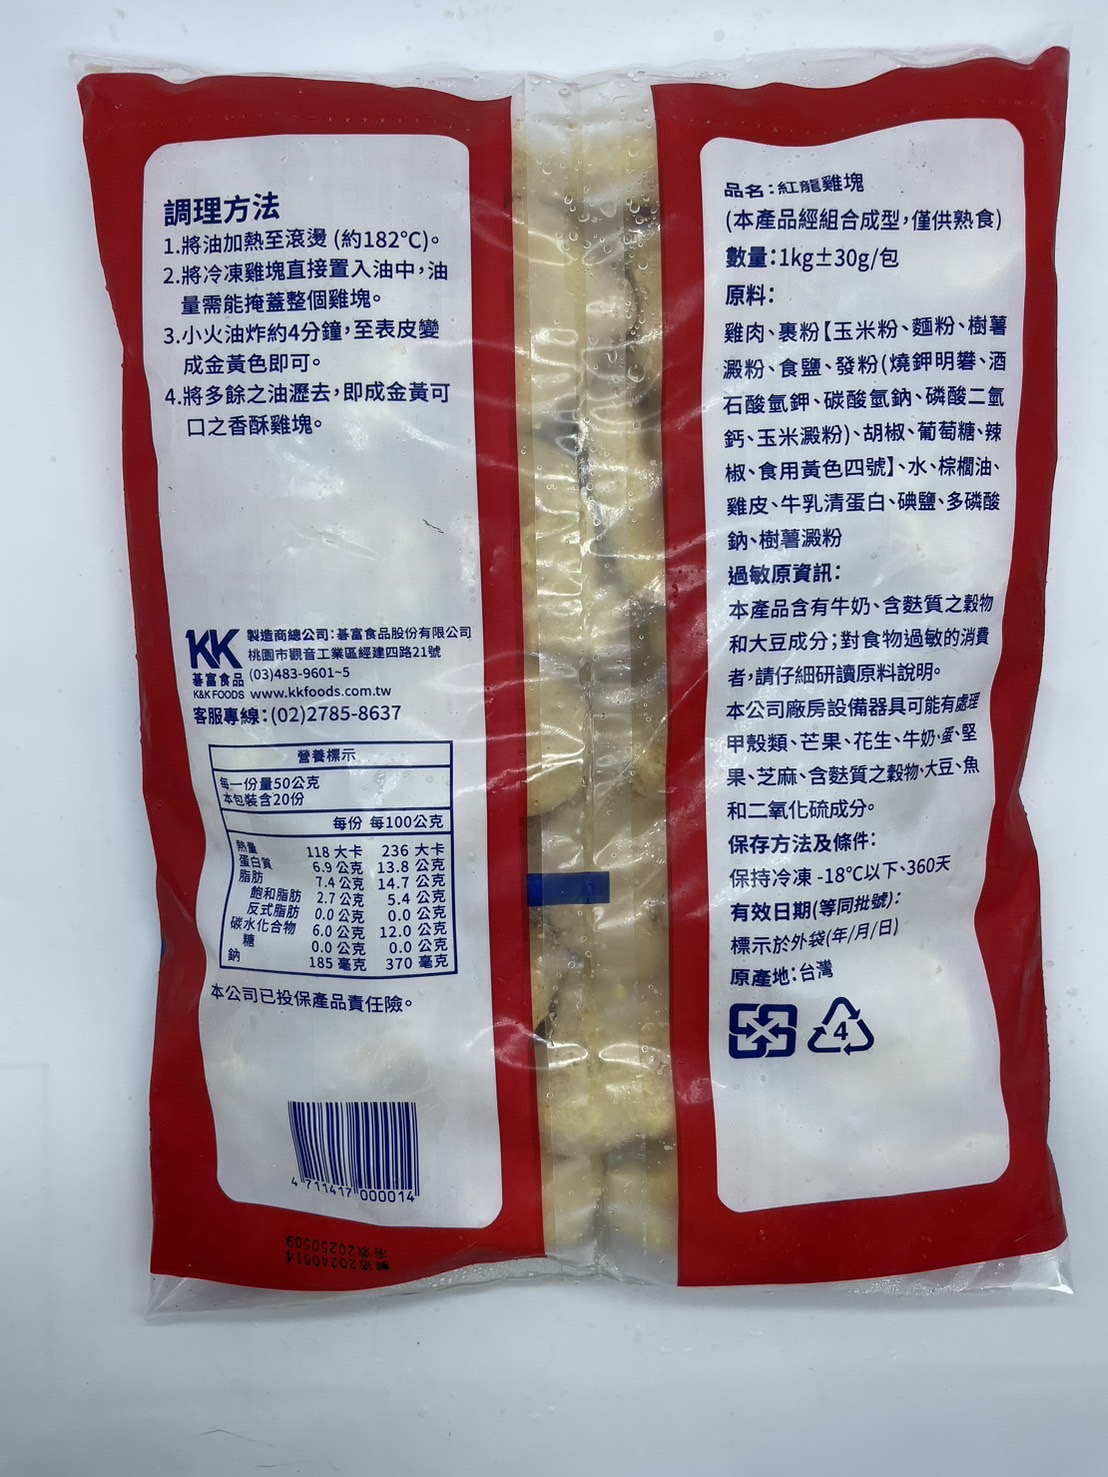 調理方法
1.將油加熱至滾燙 (約182°C)。
2.將冷凍雞塊直接置入油中，油
量需能掩蓋整個雞塊。
3.小火油炸約4分鐘，至表皮變
成金黃色即可。
4.將多餘之油瀝去，即成金黃可
口之香酥雞塊。
KK
碁富食品
K&K FOODS
製造商總公司：碁富食品股份有限公司
桃園市觀音工業區經建四路21號
(03)483-9601~5
www.kkfoods.com.tw
客服專線：(02)2785-8637
營養標示
每一份量50公克
本包裝含20份
每份 每100公克
熱量 118 大卡 236 大卡
蛋白質 6.9 公克 13.8 公克
脂肪 7.4 公克 14.7 公克
飽和脂肪 2.7 公克 5.4 公克
反式脂肪 0.0 公克 0.0 公克
碳水化合物 6.0 公克 12.0 公克
糖 0.0 公克 0.0 公克
鈉 185 毫克 370 毫克
本公司已投保產品責任險。
4 711417 000014
有效20250509
製造20240514
品名：紅龍雞塊
(本產品經組合成型，僅供熟食)
數量：1kg±30g/包
原料：
雞肉、裹粉【玉米粉、麵粉、樹薯
澱粉、食鹽、發粉(燒鉀明礬、酒
石酸氫鉀、碳酸氫鈉、磷酸二氫
鈣、玉米澱粉)、胡椒、葡萄糖、辣
椒、食用黃色四號】、水、棕櫚油、
雞皮、牛乳清蛋白、碘鹽、多磷酸
鈉、樹薯澱粉
過敏原資訊：
本產品含有牛奶、含麩質之穀物
和大豆成分；對食物過敏的消費
者，請仔細研讀原料說明。
本公司廠房設備器具可能有處理
甲殼類、芒果、花生、牛奶、蛋、堅
果、芝麻、含麩質之穀物、大豆、魚
和二氧化硫成分。
保存方法及條件：
保持冷凍 -18°C以下、360天
有效日期(等同批號)：
標示於外袋(年/月/日)
原產地：台灣
4